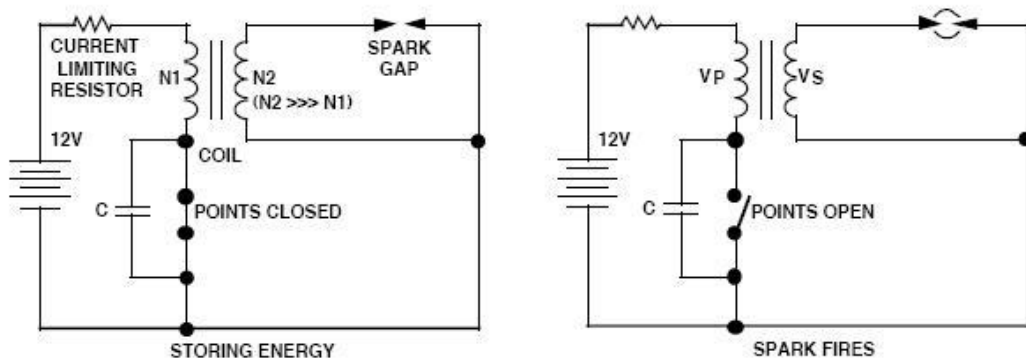 CURRENT
LIMITING
RESISTOR
N1
N2
(N2 >>> N1)
SPARK
GAP
12V
COIL
C
POINTS CLOSED
STORING ENERGY
VP
VS
12V
C
POINTS OPEN
SPARK FIRES